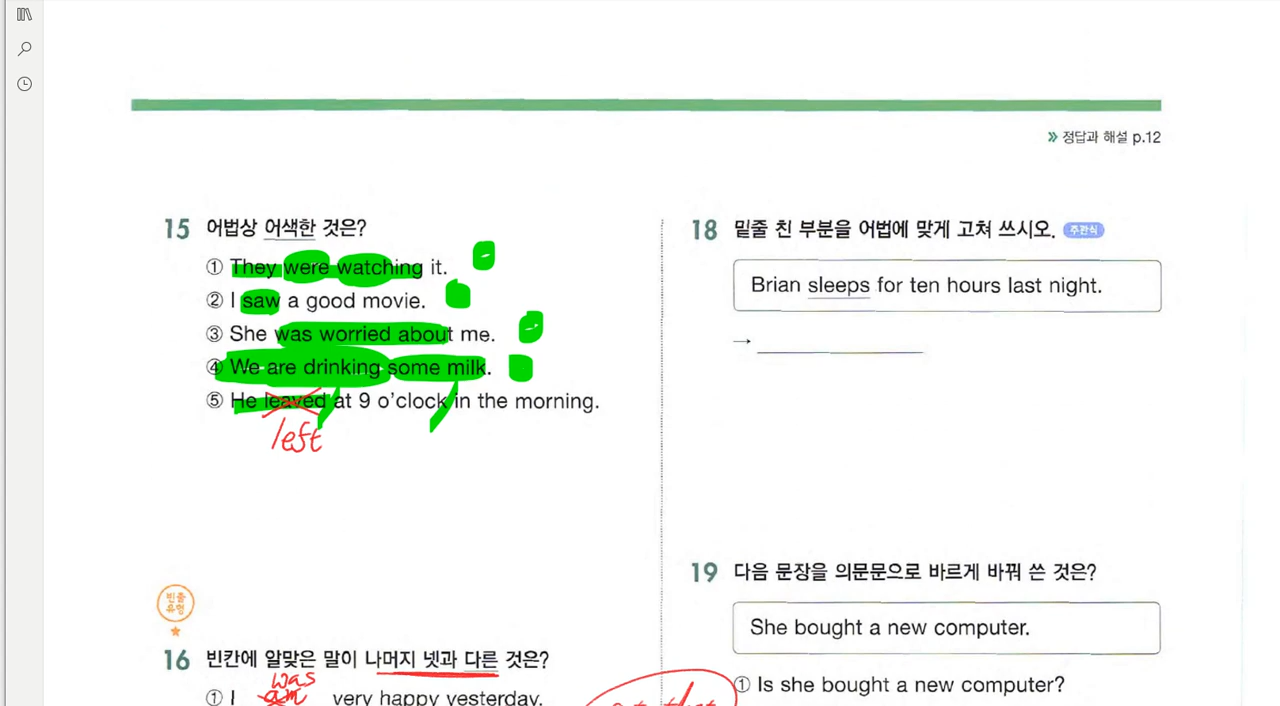 » 정답과 해설 p.12
15 어법상 어색한 것은?
① They were watching it.
② I saw a good movie.
③ She was worried about me.
④ We are drinking some milk.
⑤ He leaved at 9 o'clock in the morning.
left
빈출
유형
16 빈칸에 알맞은 말이 나머지 넷과 다른 것은?
was
① I am very happy yesterday.
18 밑줄 친 부분을 어법에 맞게 고쳐 쓰시오. 주관식
Brian sleeps for ten hours last night.
→
19 다음 문장을 의문문으로 바르게 바꿔 쓴 것은?
She bought a new computer.
① Is she bought a new computer?